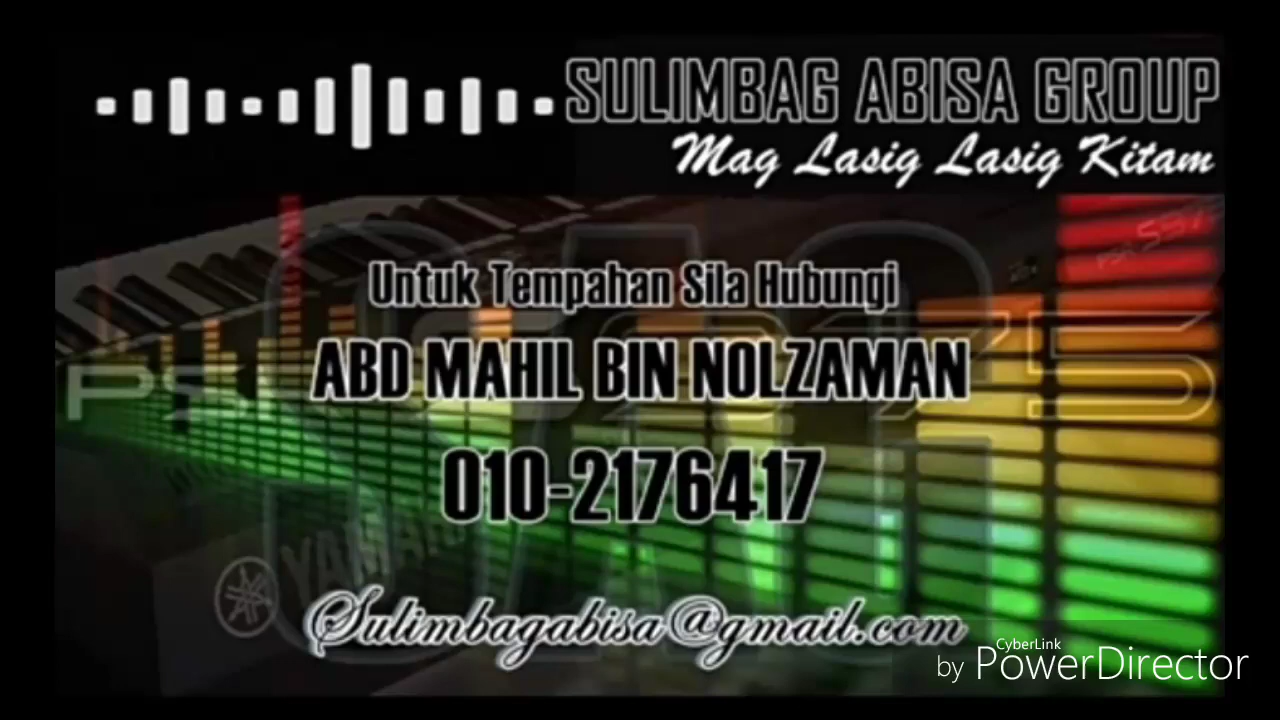 SULIMBAG ABISA GROUP
Mag Lasig Lasig Kitam
Untuk Tempahan Sila Hubungi
ABD MAHIL BIN NOLZAMAN
010-2176417
YAMAHA
Sulimbagabisa@gmail.com
CyberLink
by PowerDirector